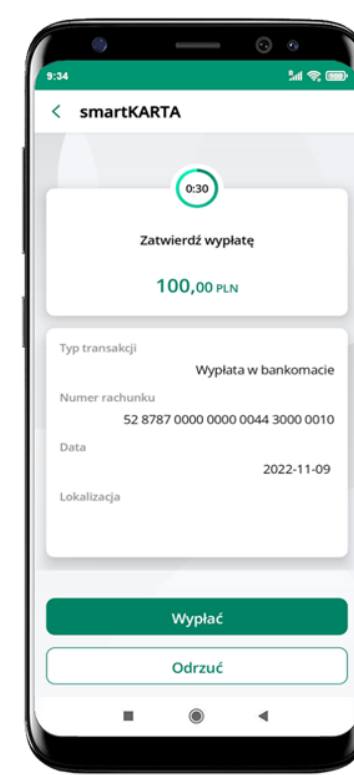 9:34
smartKARTA
0:30
Zatwierdź wypłatę
100,00 PLN
Typ transakcji
Wypłata w bankomacie
Numer rachunku
52 8787 0000 0000 0044 3000 0010
Data
2022-11-09
Lokalizacja
Wypłać
Odrzuć